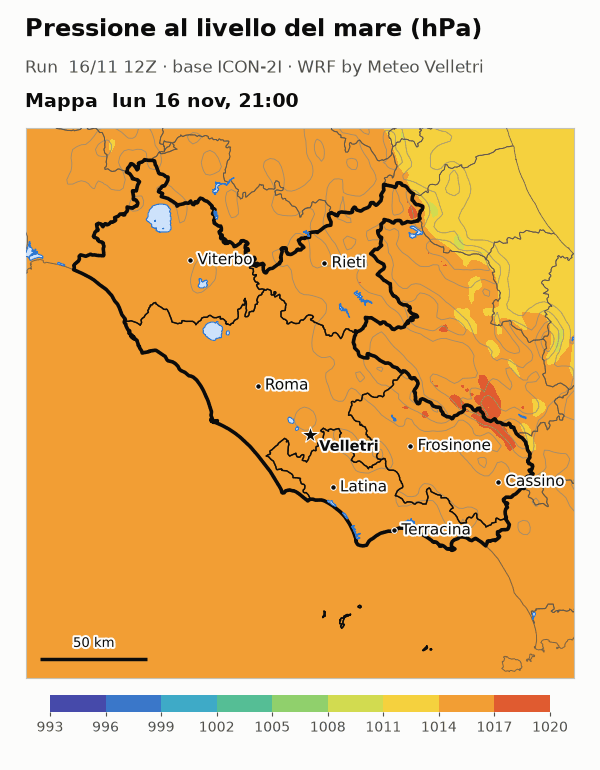 Pressione al livello del mare (hPa)
Run  16/11 12Z · base ICON-2I · WRF by Meteo Velletri
Mappa  lun 16 nov, 21:00
Viterbo
Rieti
Roma
Velletri
Frosinone
Latina
Cassino
Terracina
50 km
993 996 999 1002 1005 1008 1011 1014 1017 1020